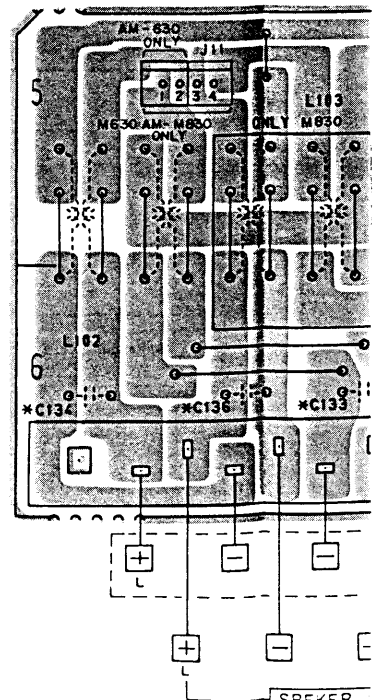 AM-630
ONLY
J11
5
1 2 3 4
L103
M630:AM-M830
ONLY
ONLY M830
L102
6
*C134
*C136
*C133
+
−
−
L
+
−
L
SPEKER